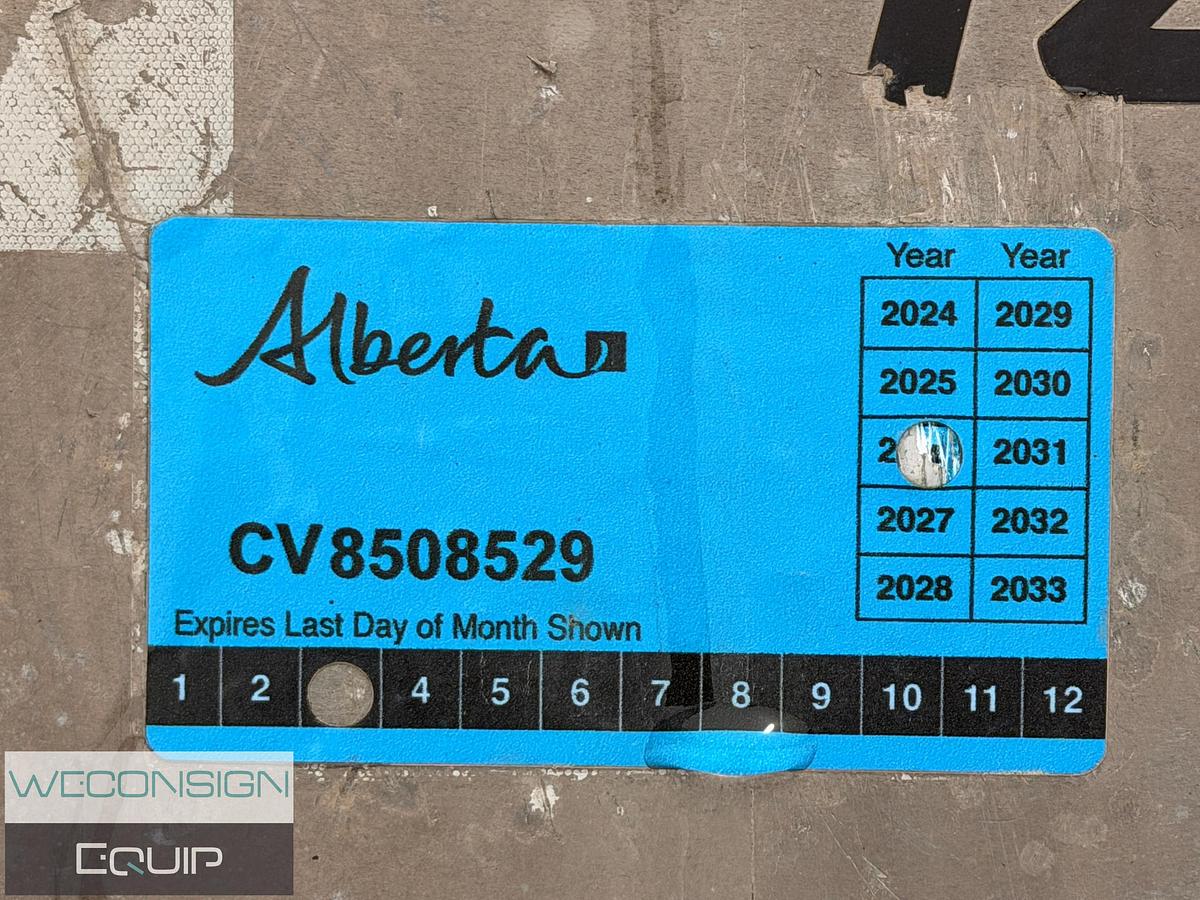 Alberta
Year Year
2024 2029
2025 2030
2031
2027 2032
2028 2033
CV8508529
Expires Last Day of Month Shown
1 2 4 5 6 7 8 9 10 11 12
WECONSIGN
EQUIP